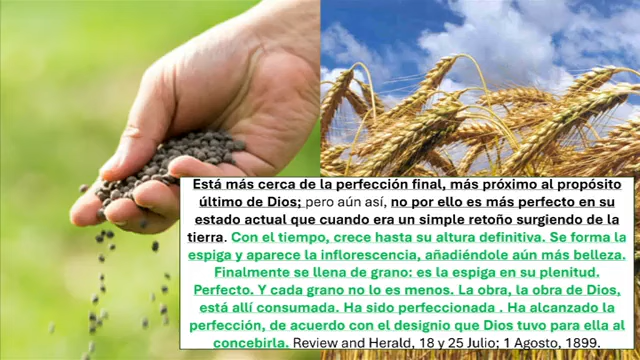 Está más cerca de la perfección final, más próximo al propósito
último de Dios; pero aún así, no por ello es más perfecto en su
estado actual que cuando era un simple retoño surgiendo de la
tierra. Con el tiempo, crece hasta su altura definitiva. Se forma la
espiga y aparece la inflorescencia, añadiéndole aún más belleza.
Finalmente se llena de grano: es la espiga en su plenitud.
Perfecto. Y cada grano no lo es menos. La obra, la obra de Dios,
está allí consumada. Ha sido perfeccionada . Ha alcanzado la
perfección, de acuerdo con el designio que Dios tuvo para ella al
concebirla. Review and Herald, 18 y 25 Julio; 1 Agosto, 1899.